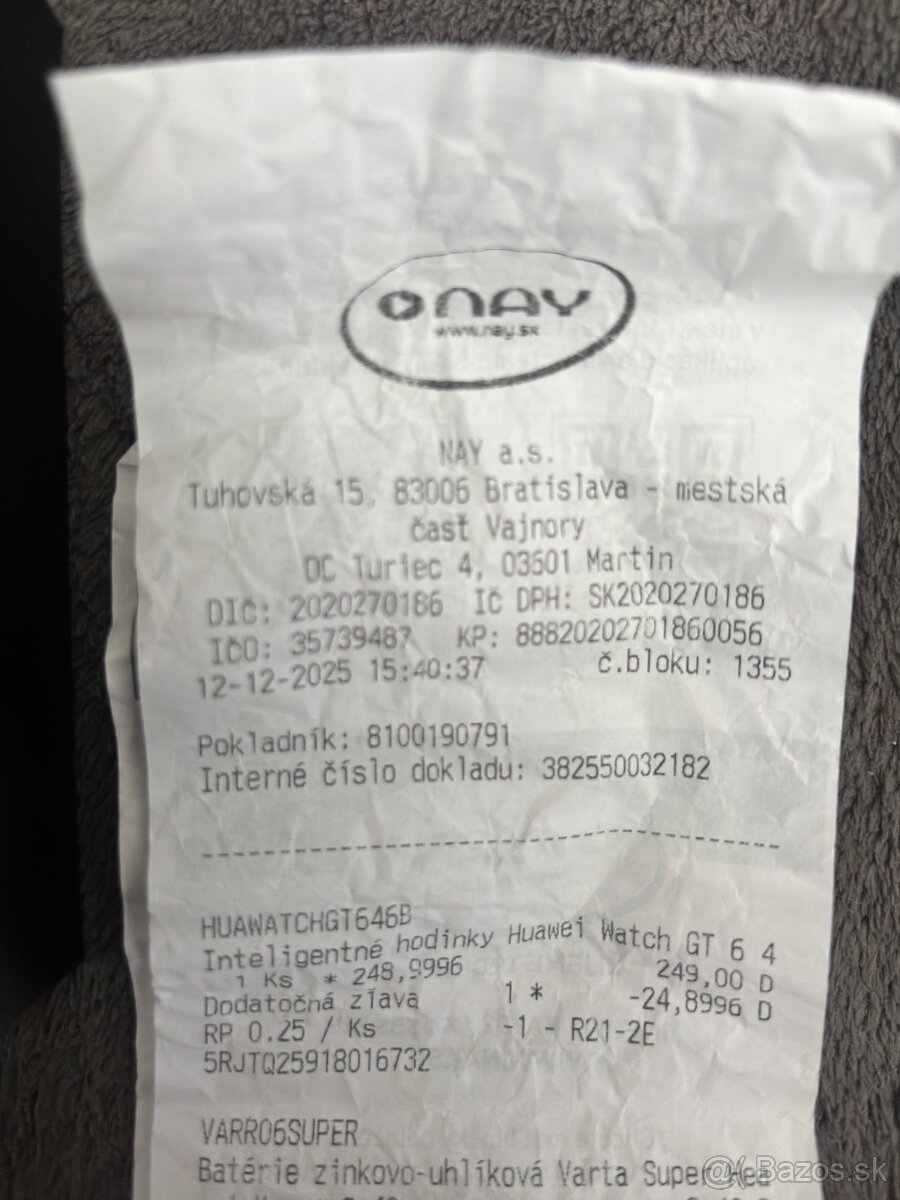 NAY
www.nay.sk
NAY a.s.
Tuhovská 15, 83006 Bratislava - mestská
časť Vajnory
OC Turiec 4, 03601 Martin
DIČ: 2020270186 IČ DPH: SK2020270186
IČO: 35739487 KP: 88820202701860056
12-12-2025 15:40:37 č.bloku: 1355
Pokladník: 8100190791
Interné číslo dokladu: 382550032182
HUAWATCHGT646B
Inteligentné hodinky Huawei Watch GT 6 4
1 Ks * 248,9996 249,00 D
Dodatočná zľava 1 * -24,8996 D
RP 0.25 / Ks -1 - R21-2E
5RJTQ25918016732
VARR06SUPER
Batérie zinkovo-uhlíková Varta Super Hea
@ Bazos.sk